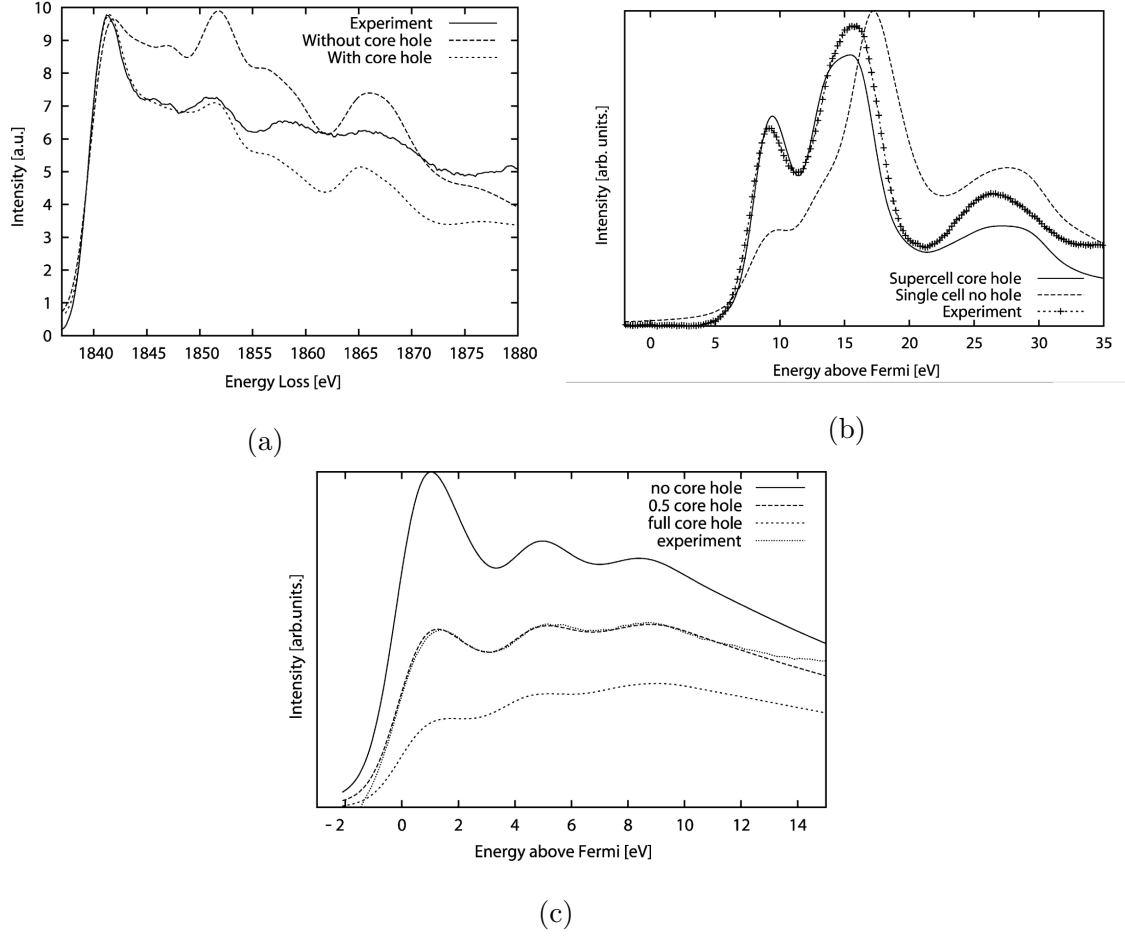 10
9
8
7
6
5
4
3
2
1
0
Intensity [a.u.]
Experiment
Without core hole
With core hole
1840 1845 1850 1855 1860 1865 1870 1875 1880
Energy Loss [eV]
(a)
Intensity [arb. units.]
Supercell core hole
Single cell no hole
Experiment
0 5 10 15 20 25 30 35
Energy above Fermi [eV]
(b)
Intensity [arb.units.]
no core hole
0.5 core hole
full core hole
experiment
-2 0 2 4 6 8 10 12 14
Energy above Fermi [eV]
(c)